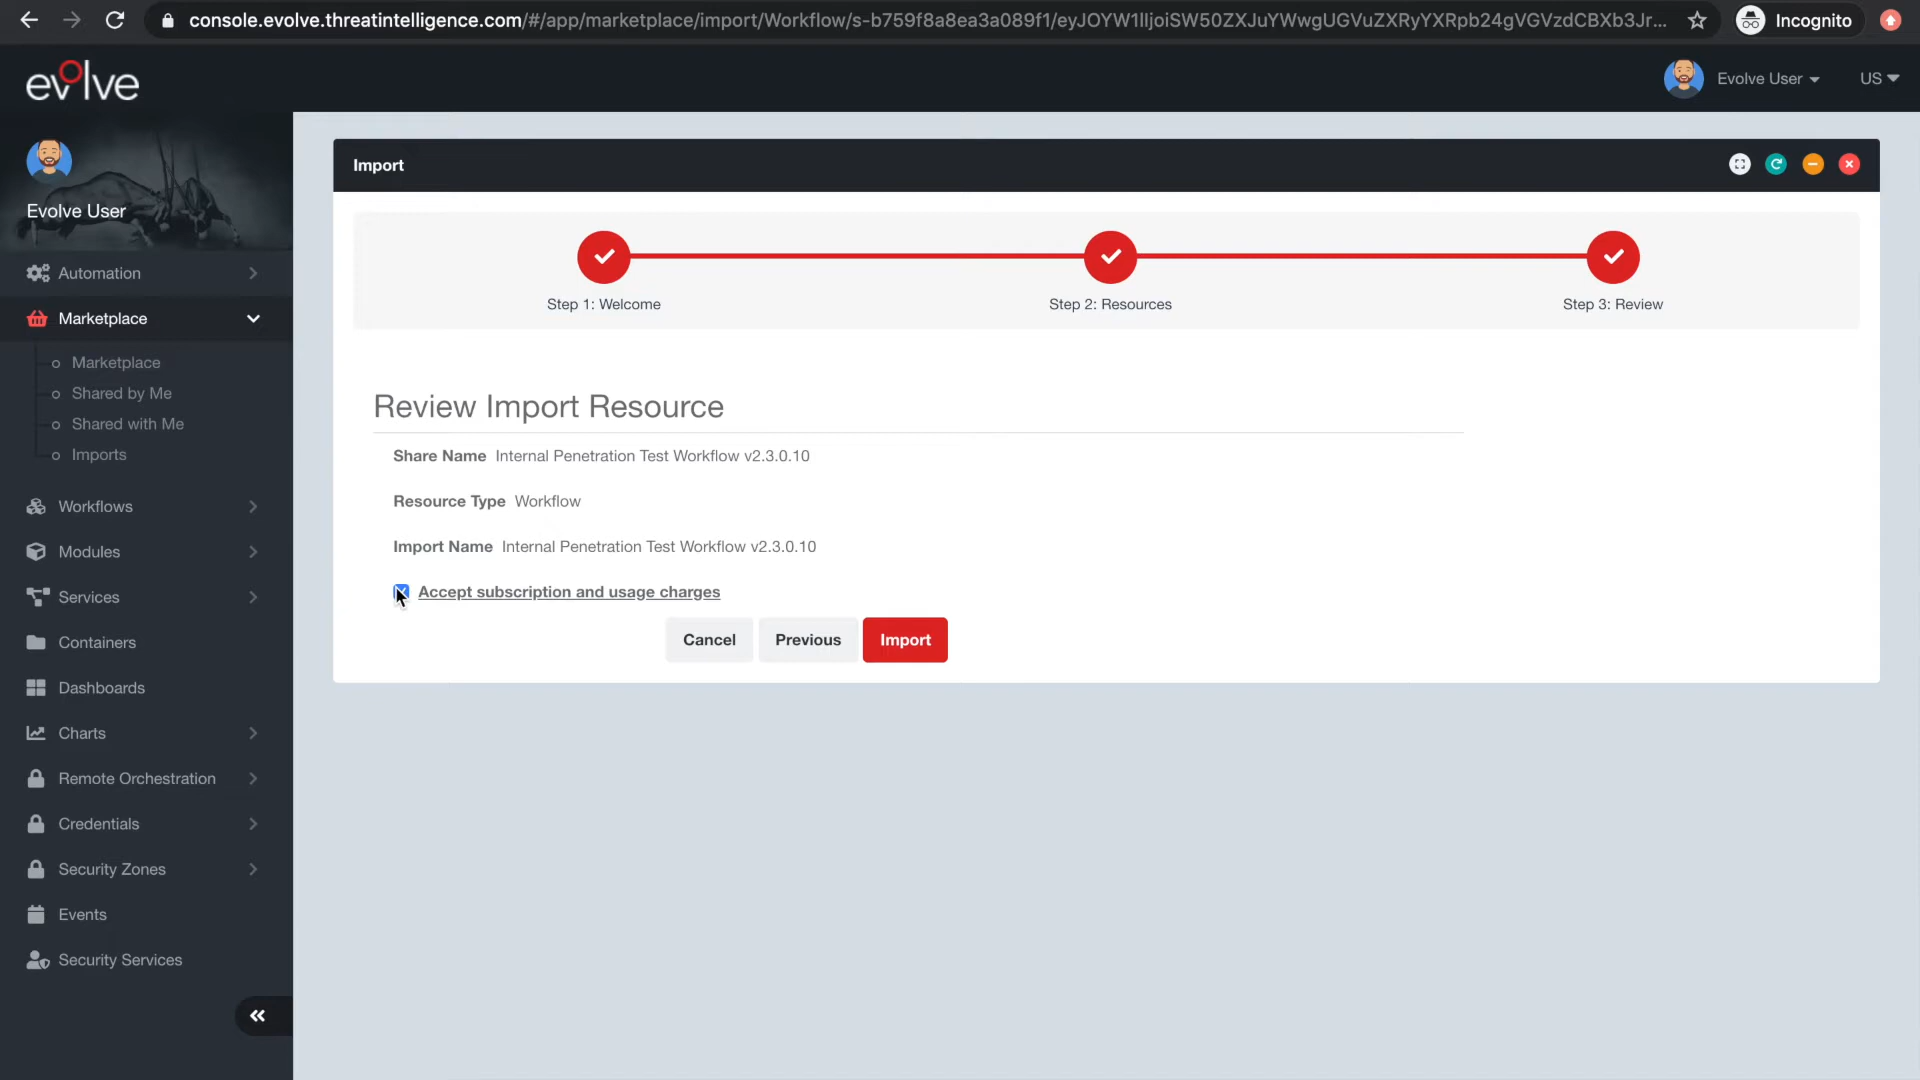 console.evolve.threatintelligence.com/#/app/marketplace/import/Workflow/s-b759f8a8ea3a089f1/eyJOYW1lIjoiSW50ZXJuYWwgUGVuZXRyYXRpb24gVGVzdCBXb3Jr...
Incognito
evolve
Evolve User
US
Evolve User
Automation
Marketplace
Marketplace
Shared by Me
Shared with Me
Imports
Workflows
Modules
Services
Containers
Dashboards
Charts
Remote Orchestration
Credentials
Security Zones
Events
Security Services
Import
Step 1: Welcome
Step 2: Resources
Step 3: Review
Review Import Resource
Share Name Internal Penetration Test Workflow v2.3.0.10
Resource Type Workflow
Import Name Internal Penetration Test Workflow v2.3.0.10
Accept subscription and usage charges
Cancel
Previous
Import